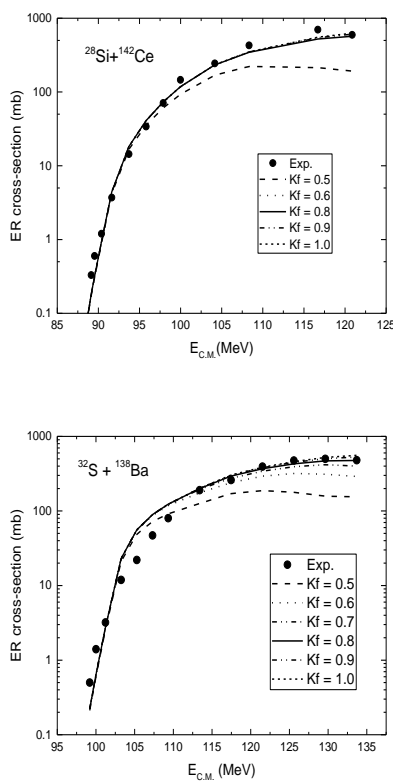 1000
100
10
1
0.1
ER cross-section (mb)
²⁸Si+¹⁴²Ce
Exp.
Kf = 0.5
Kf = 0.6
Kf = 0.8
Kf = 0.9
Kf = 1.0
85 90 95 100 105 110 115 120 125
E_C.M.(MeV)
1000
100
10
1
0.1
ER cross-section (mb)
³²S + ¹³⁸Ba
Exp.
Kf = 0.5
Kf = 0.6
Kf = 0.7
Kf = 0.8
Kf = 0.9
Kf = 1.0
95 100 105 110 115 120 125 130 135
E_C.M.(MeV)